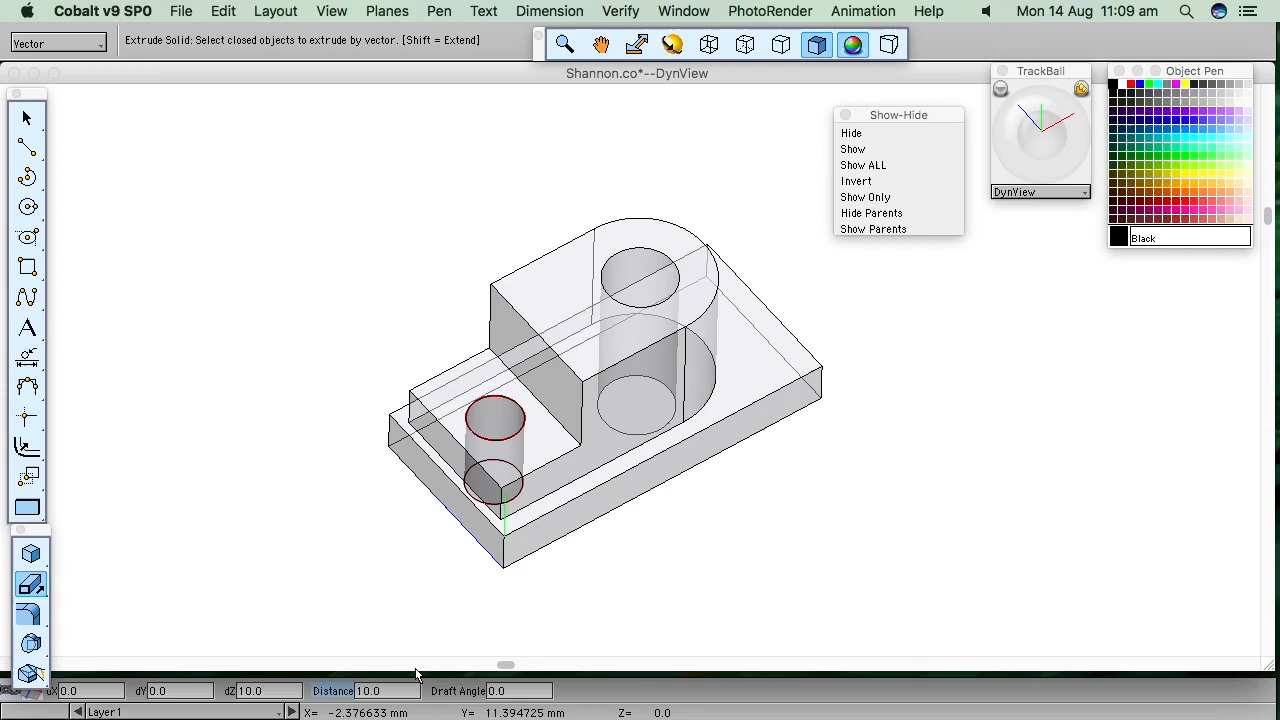 Cobalt v9 SP0 File Edit Layout View Planes Pen Text Dimension Verify Window PhotoRender Animation Help Mon 14 Aug 11:09 am
Vector Extrude Solid: Select closed objects to extrude by vector. [Shift = Extend]
Shannon.co*--DynView
TrackBall
Object Pen
DynView
Black
Show-Hide
Hide
Show
Show ALL
Invert
Show Only
Hide Parents
Show Parents
A
0.0 dY 0.0 dZ 10.0 Distance 10.0 Draft Angle 0.0
Layer 1 X= -2.376633 mm Y= 11.394725 mm Z= 0.0